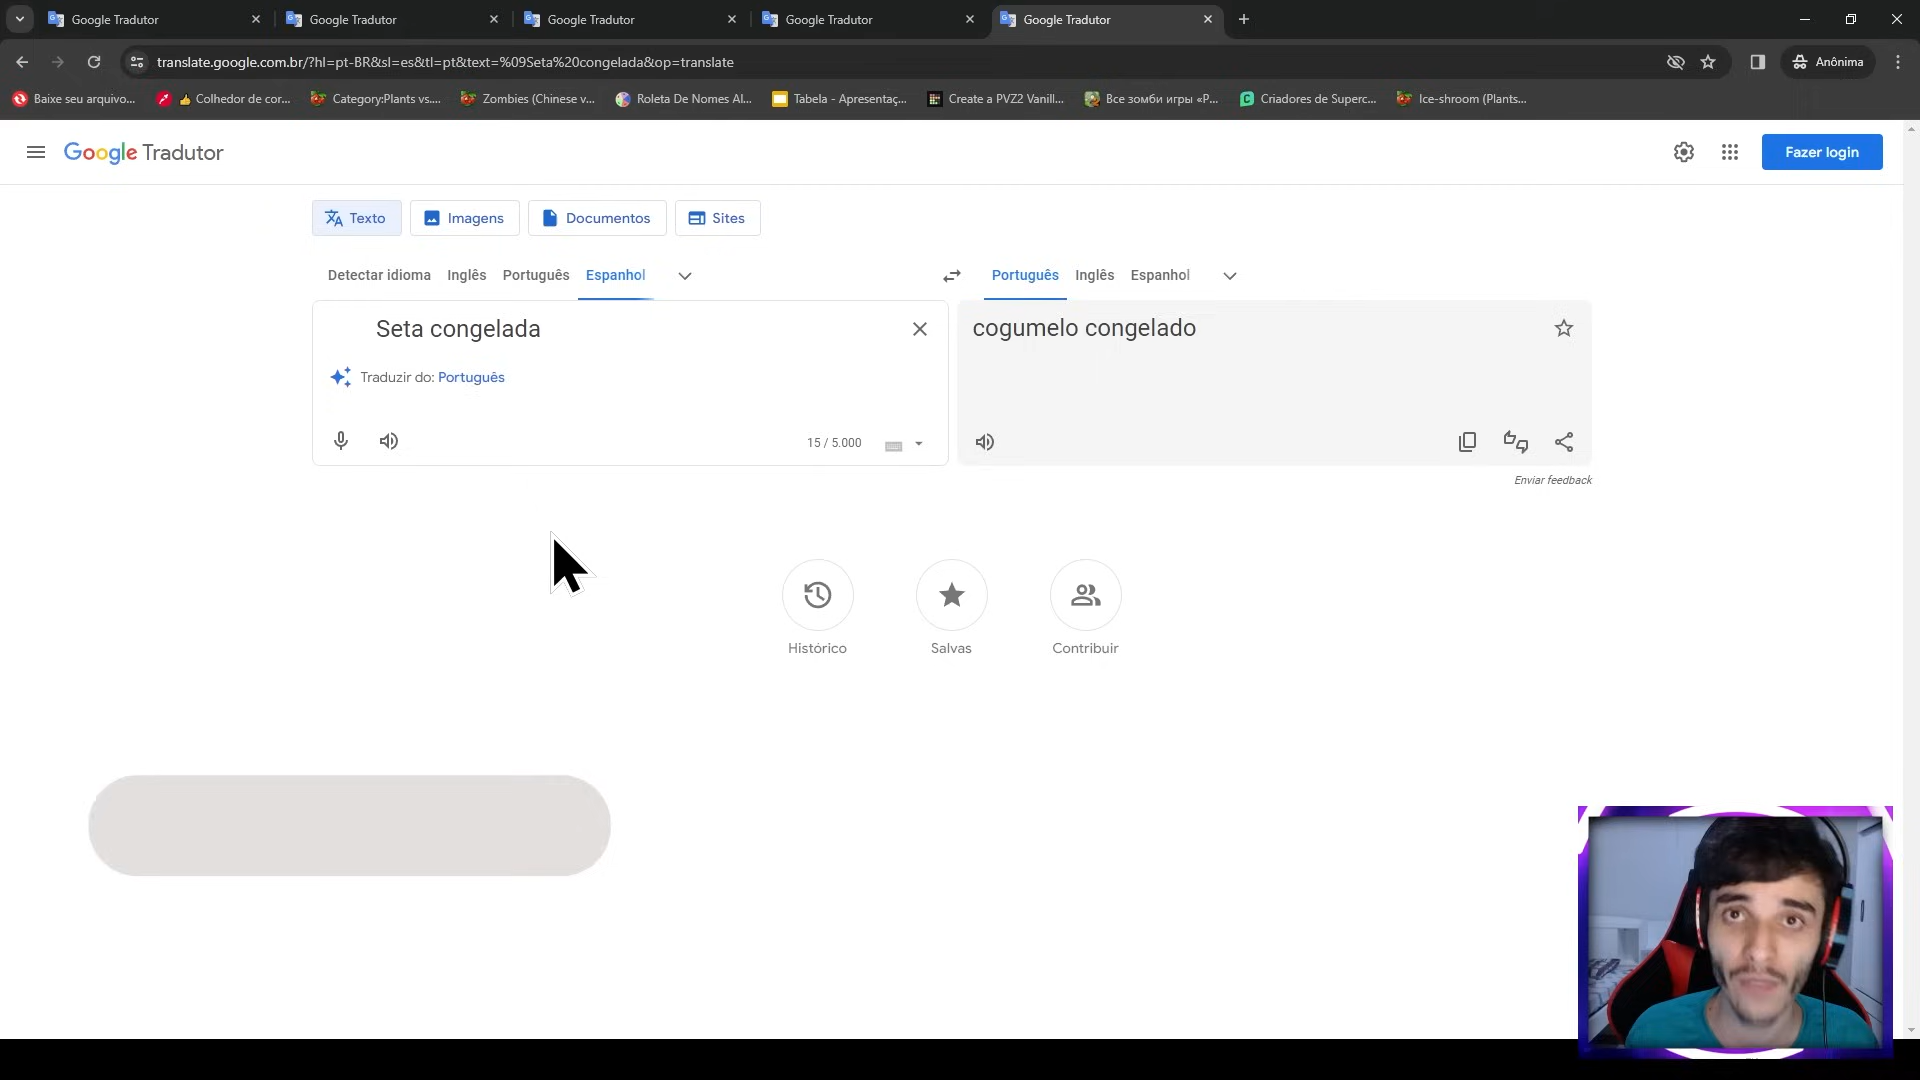 Google Tradutor
Google Tradutor
Google Tradutor
Google Tradutor
Google Tradutor
translate.google.com.br/?hl=pt-BR&sl=es&tl=pt&text=%09Seta%20congelada&op=translate
Anônima
Baixe seu arquivo...
👍 Colhedor de cor...
Category:Plants vs....
Zombies (Chinese v...
Roleta De Nomes Al...
Tabela - Apresentaç...
Create a PVZ2 Vanill...
Все зомби игры «P...
Criadores de Superc...
Ice-shroom (Plants...
Google Tradutor
Fazer login
Texto
Imagens
Documentos
Sites
Detectar idioma
Inglês
Português
Espanhol
Português
Inglês
Espanhol
Seta congelada
cogumelo congelado
Traduzir do: Português
15 / 5.000
Enviar feedback
Histórico
Salvas
Contribuir